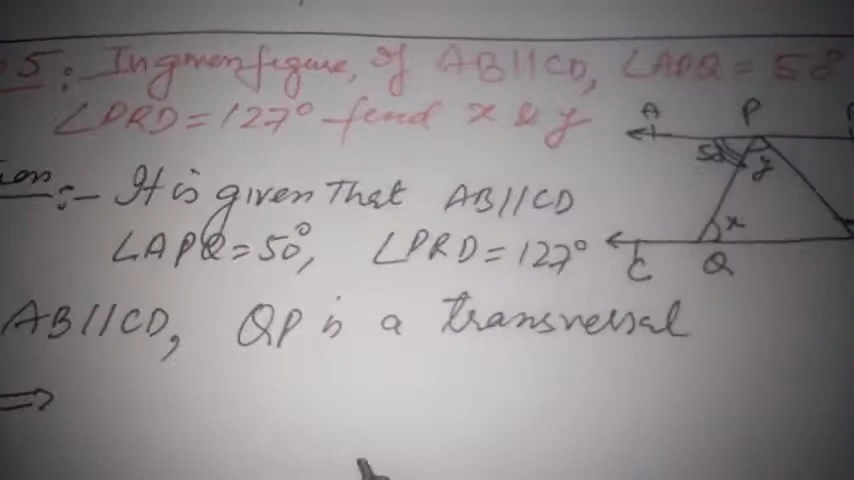 5:- In given figure, If AB||CD, ∠APQ = 50°
∠PRD = 127° find x & y
A P
50 y
x
C Q
:- It is given That AB//CD
∠APQ = 50°, ∠PRD = 127°
AB//CD, QP is a transversal
⇒